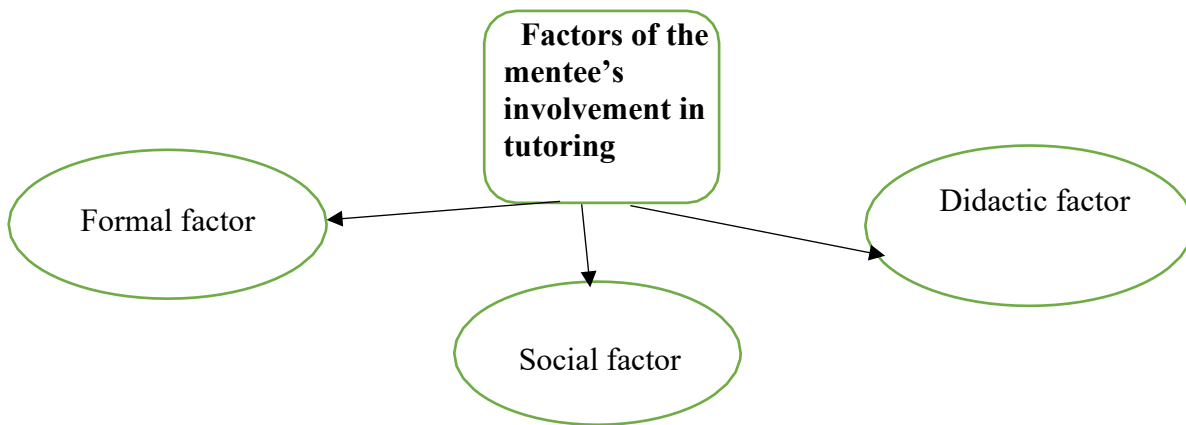 Factors of the
mentee’s
involvement in
tutoring
Formal factor
Social factor
Didactic factor